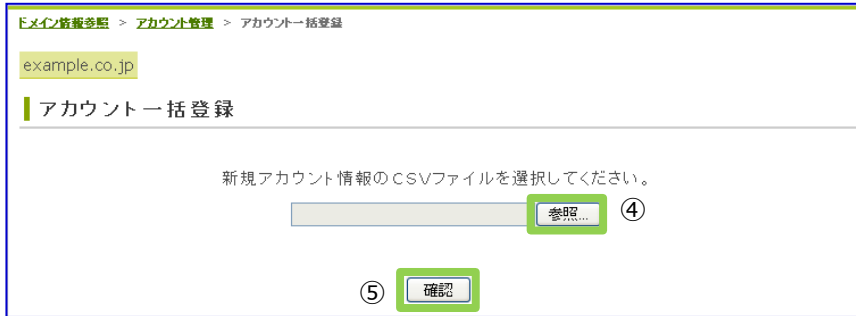 ドメイン情報参照 > アカウント管理 > アカウント一括登録
example.co.jp
アカウント一括登録
新規アカウント情報のCSVファイルを選択してください。
参照... ④
⑤ 確認